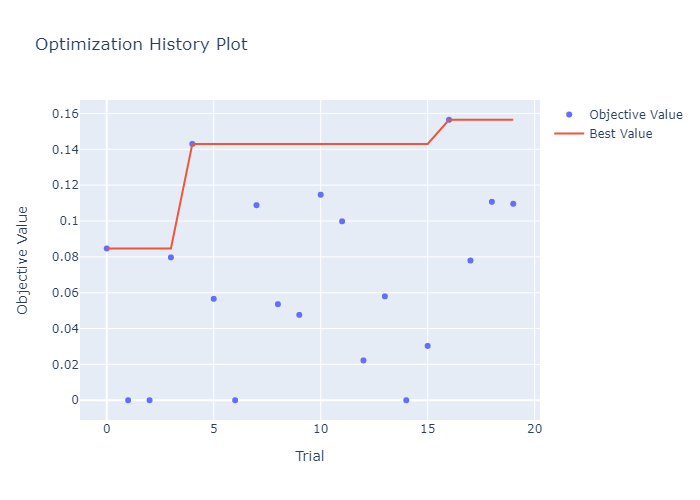 Optimization History Plot
Objective Value
Best Value
Objective Value
0.16
0.14
0.12
0.1
0.08
0.06
0.04
0.02
0
0 5 10 15 20
Trial